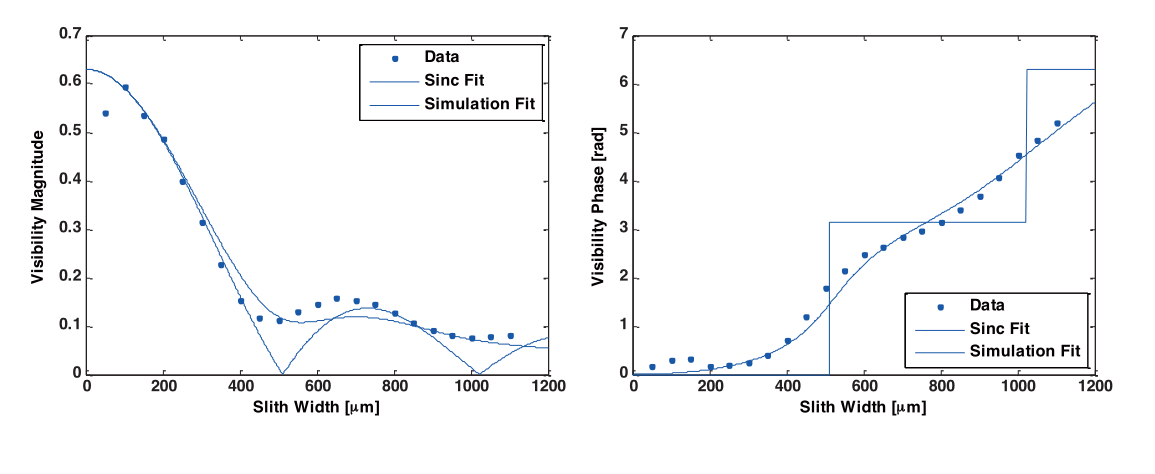 0.7
0.6
0.5
0.4
0.3
0.2
0.1
0
Visibility Magnitude
Data
Sinc Fit
Simulation Fit
0 200 400 600 800 1000 1200
Slith Width [μm]
7
6
5
4
3
2
1
0
Visibility Phase [rad]
Data
Sinc Fit
Simulation Fit
0 200 400 600 800 1000 1200
Slith Width [μm]